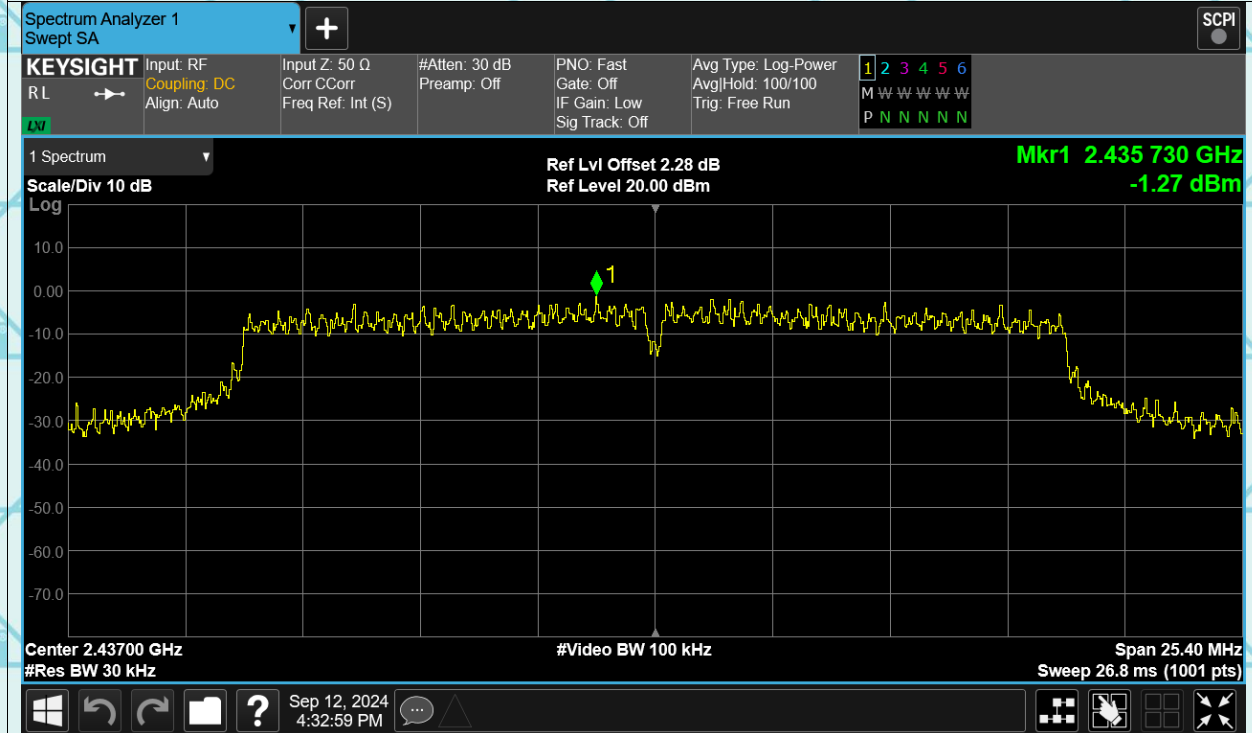 Spectrum Analyzer 1
Swept SA
SCPI
KEYSIGHT
R L
LXI
Input: RF
Coupling: DC
Align: Auto
Input Z: 50 Ω
Corr CCorr
Freq Ref: Int (S)
#Atten: 30 dB
Preamp: Off
PNO: Fast
Gate: Off
IF Gain: Low
Sig Track: Off
Avg Type: Log-Power
Avg|Hold: 100/100
Trig: Free Run
1 2 3 4 5 6
M W W W W W
P N N N N N
1 Spectrum
Scale/Div 10 dB
Ref Lvl Offset 2.28 dB
Ref Level 20.00 dBm
Mkr1 2.435 730 GHz
-1.27 dBm
Log
10.0
0.00
-10.0
-20.0
-30.0
-40.0
-50.0
-60.0
-70.0
1
Center 2.43700 GHz
#Res BW 30 kHz
#Video BW 100 kHz
Span 25.40 MHz
Sweep 26.8 ms (1001 pts)
?
Sep 12, 2024
4:32:59 PM